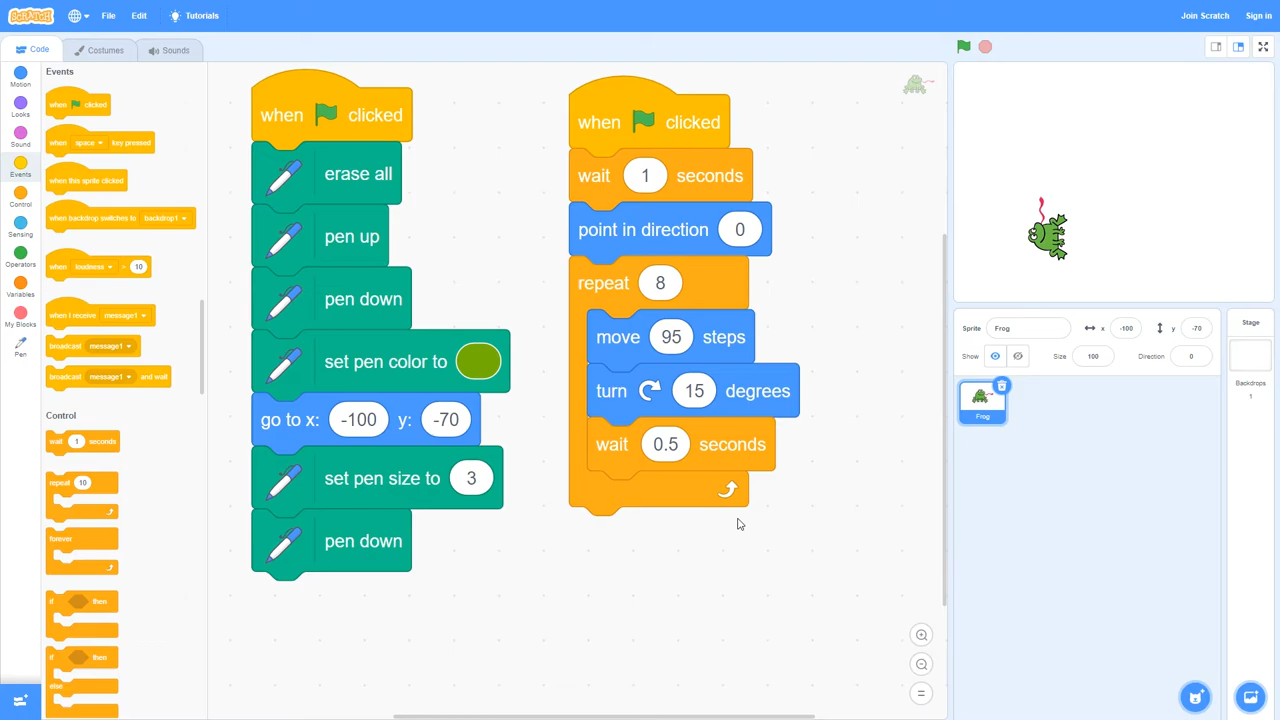 SCRATCH File Edit Tutorials Join Scratch Sign in
Code Costumes Sounds
Motion
Looks
Sound
Events
Control
Sensing
Operators
Variables
My Blocks
Pen
Events
when clicked
when space key pressed
when this sprite clicked
when backdrop switches to backdrop1
when loudness > 10
when I receive message1
broadcast message1
broadcast message1 and wait
Control
wait 1 seconds
repeat 10
forever
if then
if then
else
when clicked
erase all
pen up
pen down
set pen color to
go to x: -100 y: -70
set pen size to 3
pen down
when clicked
wait 1 seconds
point in direction 0
repeat 8
move 95 steps
turn 15 degrees
wait 0.5 seconds
Sprite Frog x -100 y -70
Show Size 100 Direction 0
Frog
Stage
Backdrops
1